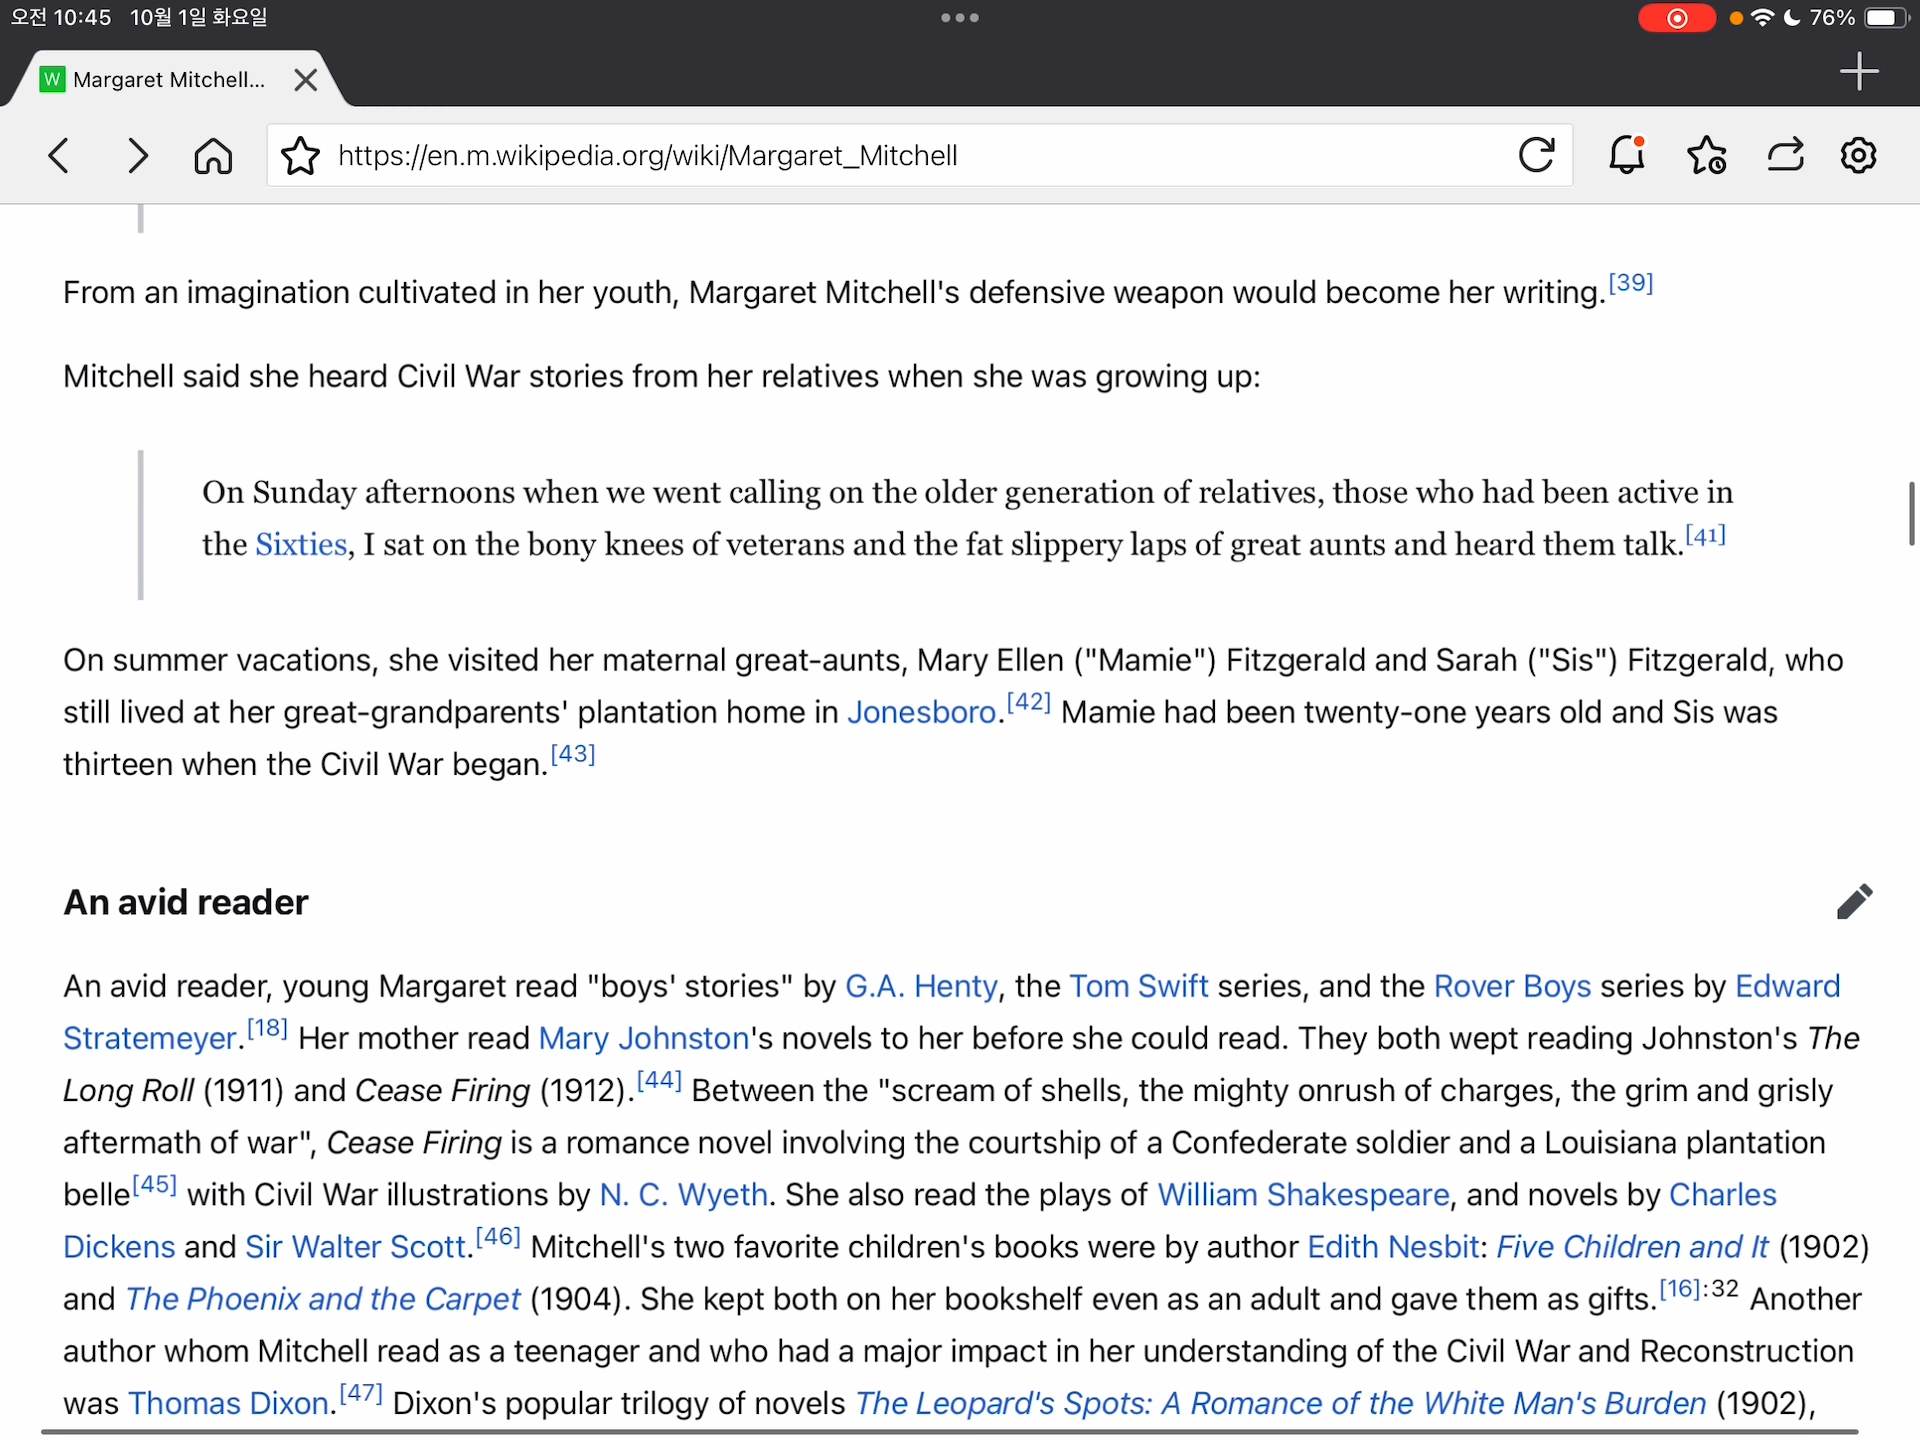 오전 10:45 10월 1일 화요일
76%
W Margaret Mitchell...
https://en.m.wikipedia.org/wiki/Margaret_Mitchell
From an imagination cultivated in her youth, Margaret Mitchell's defensive weapon would become her writing.[39]
Mitchell said she heard Civil War stories from her relatives when she was growing up:
On Sunday afternoons when we went calling on the older generation of relatives, those who had been active in
the Sixties, I sat on the bony knees of veterans and the fat slippery laps of great aunts and heard them talk.[41]
On summer vacations, she visited her maternal great-aunts, Mary Ellen ("Mamie") Fitzgerald and Sarah ("Sis") Fitzgerald, who
still lived at her great-grandparents' plantation home in Jonesboro.[42] Mamie had been twenty-one years old and Sis was
thirteen when the Civil War began.[43]
An avid reader
An avid reader, young Margaret read "boys' stories" by G.A. Henty, the Tom Swift series, and the Rover Boys series by Edward
Stratemeyer.[18] Her mother read Mary Johnston's novels to her before she could read. They both wept reading Johnston's The
Long Roll (1911) and Cease Firing (1912).[44] Between the "scream of shells, the mighty onrush of charges, the grim and grisly
aftermath of war", Cease Firing is a romance novel involving the courtship of a Confederate soldier and a Louisiana plantation
belle[45] with Civil War illustrations by N. C. Wyeth. She also read the plays of William Shakespeare, and novels by Charles
Dickens and Sir Walter Scott.[46] Mitchell's two favorite children's books were by author Edith Nesbit: Five Children and It (1902)
and The Phoenix and the Carpet (1904). She kept both on her bookshelf even as an adult and gave them as gifts.[16]:32 Another
author whom Mitchell read as a teenager and who had a major impact in her understanding of the Civil War and Reconstruction
was Thomas Dixon.[47] Dixon's popular trilogy of novels The Leopard's Spots: A Romance of the White Man's Burden (1902),